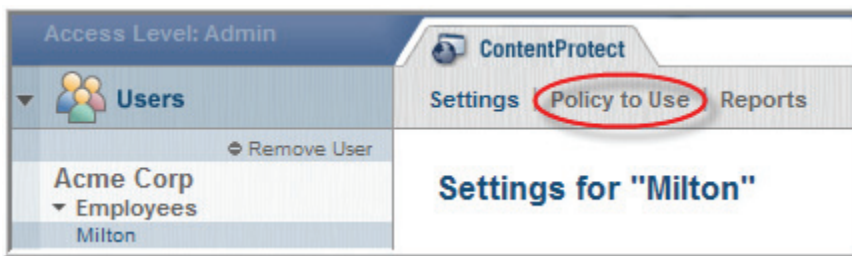 Access Level: Admin
ContentProtect
Users
Settings | Policy to Use | Reports
Remove User
Acme Corp
Employees
Milton
Settings for "Milton"